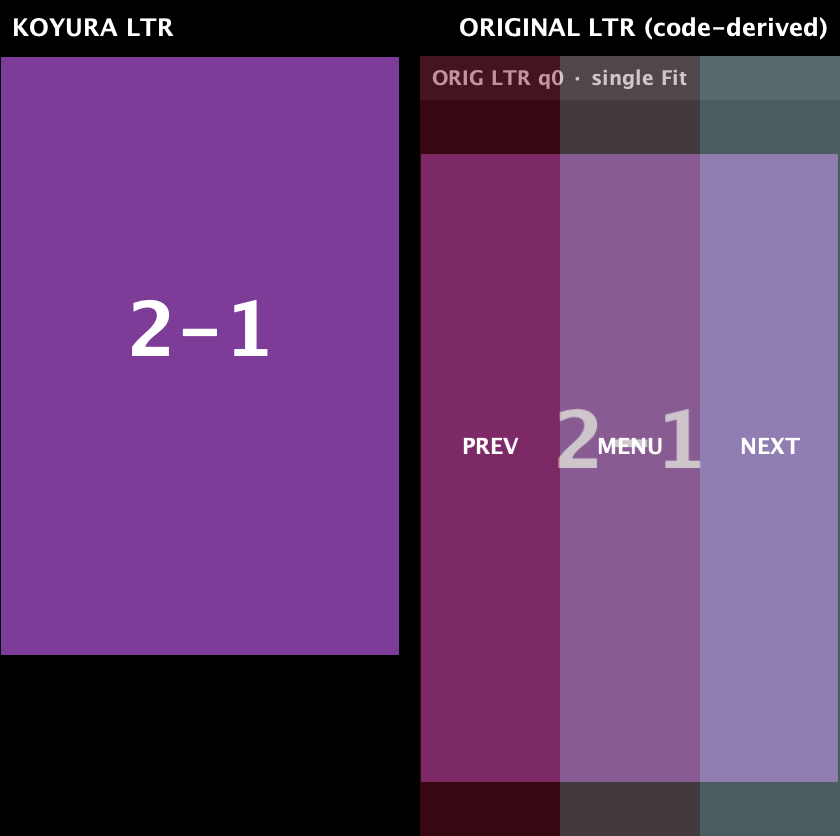 KOYURA LTR
2-1
ORIGINAL LTR (code-derived)
ORIG LTR q0 · single Fit
2-1
PREV
MENU
NEXT